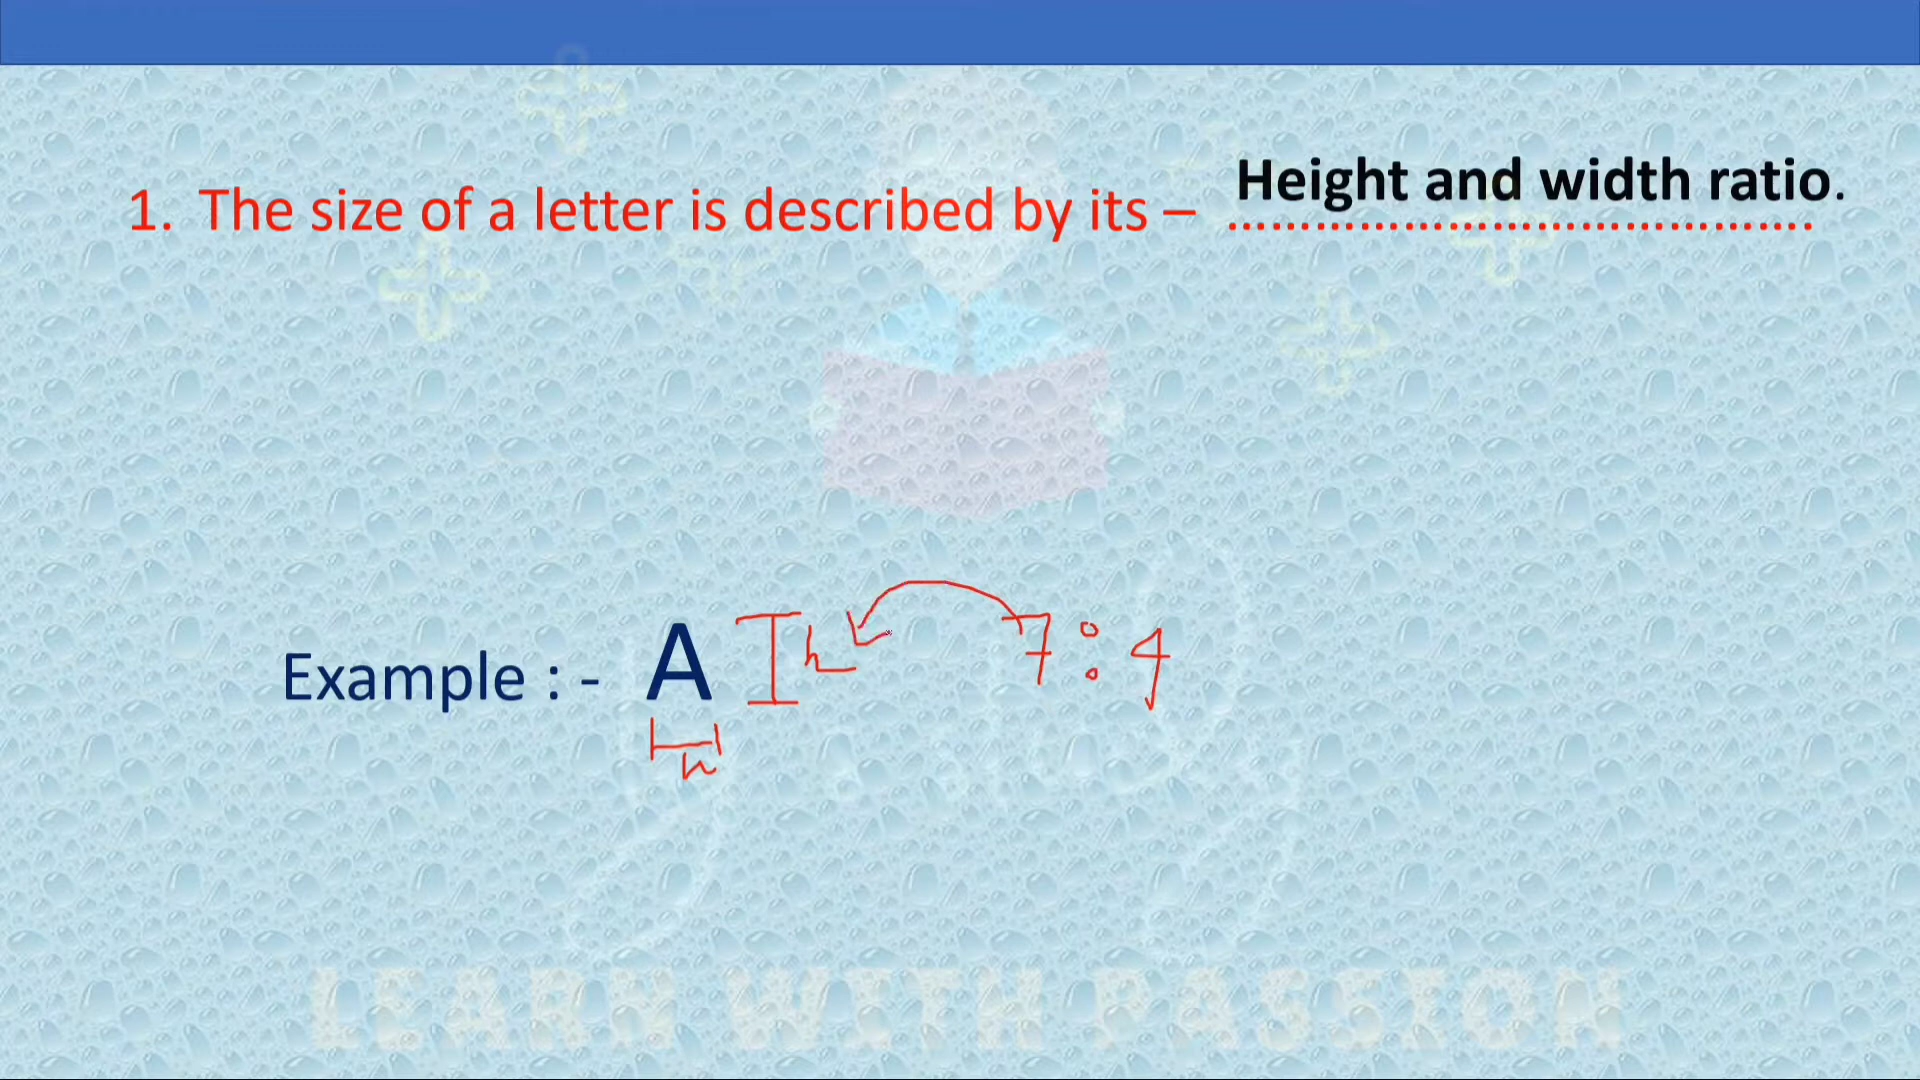 Height and width ratio.
1. The size of a letter is described by its – .......................................
Example : - A h 7 : 4
LEARN WITH PASSION